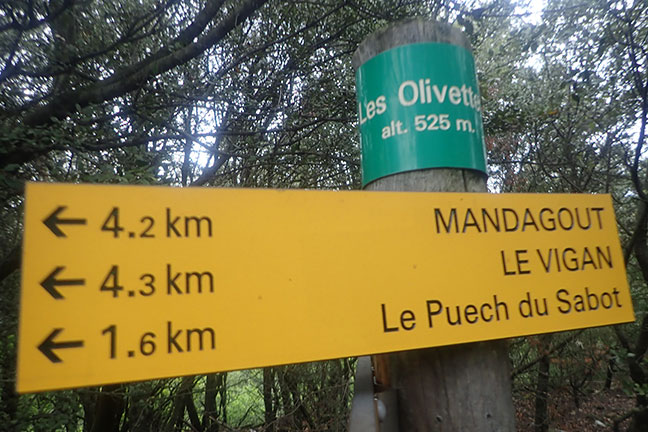 Les Olivette
alt. 525 m.
← 4.2 km MANDAGOUT
← 4.3 km LE VIGAN
← 1.6 km Le Puech du Sabot